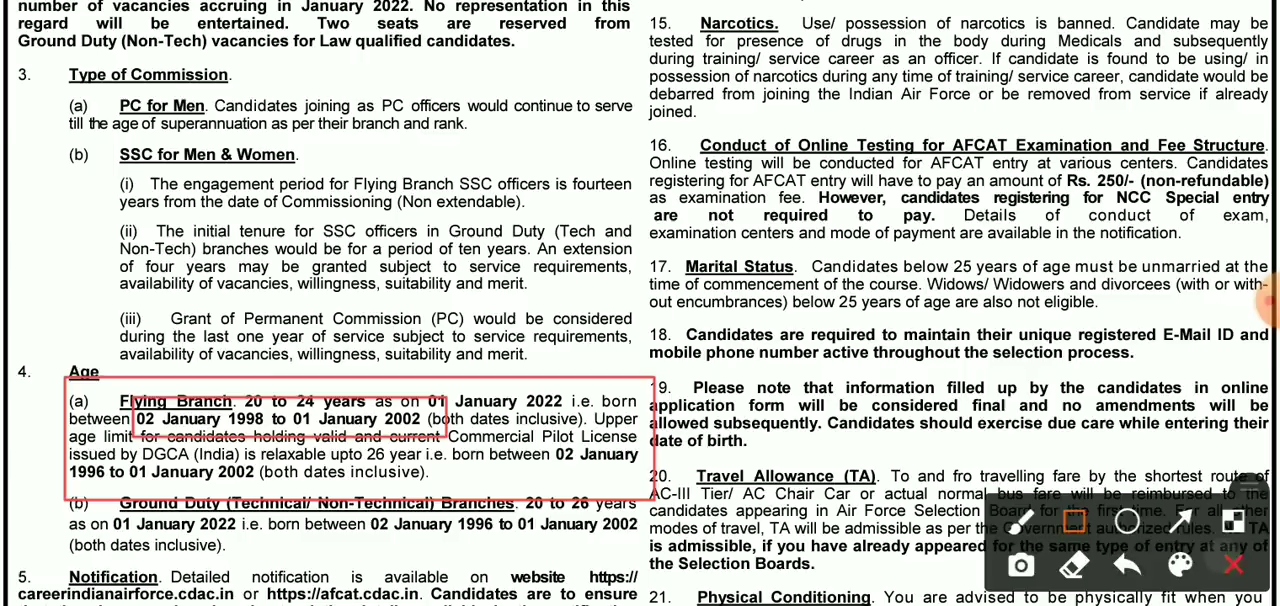 number of vacancies accruing in January 2022. No representation in this
regard will be entertained. Two seats are reserved from
Ground Duty (Non-Tech) vacancies for Law qualified candidates.
3. Type of Commission.
(a) PC for Men. Candidates joining as PC officers would continue to serve
till the age of superannuation as per their branch and rank.
(b) SSC for Men & Women.
(i) The engagement period for Flying Branch SSC officers is fourteen
years from the date of Commissioning (Non extendable).
(ii) The initial tenure for SSC officers in Ground Duty (Tech and
Non-Tech) branches would be for a period of ten years. An extension
of four years may be granted subject to service requirements,
availability of vacancies, willingness, suitability and merit.
(iii) Grant of Permanent Commission (PC) would be considered
during the last one year of service subject to service requirements,
availability of vacancies, willingness, suitability and merit.
4. Age
(a) Flying Branch. 20 to 24 years as on 01 January 2022 i.e. born
between 02 January 1998 to 01 January 2002 (both dates inclusive). Upper
age limit for candidates holding valid and current Commercial Pilot License
issued by DGCA (India) is relaxable upto 26 year i.e. born between 02 January
1996 to 01 January 2002 (both dates inclusive).
(b) Ground Duty (Technical/ Non-Technical) Branches. 20 to 26 years
as on 01 January 2022 i.e. born between 02 January 1996 to 01 January 2002
(both dates inclusive).
5. Notification. Detailed notification is available on website https://
careerindianairforce.cdac.in or https://afcat.cdac.in. Candidates are to ensure
15. Narcotics. Use/ possession of narcotics is banned. Candidate may be
tested for presence of drugs in the body during Medicals and subsequently
during training/ service career as an officer. If candidate is found to be using/ in
possession of narcotics during any time of training/ service career, candidate would be
debarred from joining the Indian Air Force or be removed from service if already
joined.
16. Conduct of Online Testing for AFCAT Examination and Fee Structure.
Online testing will be conducted for AFCAT entry at various centers. Candidates
registering for AFCAT entry will have to pay an amount of Rs. 250/- (non-refundable)
as examination fee. However, candidates registering for NCC Special entry
are not required to pay. Details of conduct of exam,
examination centers and mode of payment are available in the notification.
17. Marital Status. Candidates below 25 years of age must be unmarried at the
time of commencement of the course. Widows/ Widowers and divorcees (with or with-
out encumbrances) below 25 years of age are also not eligible.
18. Candidates are required to maintain their unique registered E-Mail ID and
mobile phone number active throughout the selection process.
19. Please note that information filled up by the candidates in online
application form will be considered final and no amendments will be
allowed subsequently. Candidates should exercise due care while entering their
date of birth.
20. Travel Allowance (TA). To and fro travelling fare by the shortest route of
AC-III Tier/ AC Chair Car or actual normal bus fare will be reimbursed to the
candidates appearing in Air Force Selection Board for the first time. For all other
modes of travel, TA will be admissible as per the Government authorized rules. TA
is admissible, if you have already appeared for the same type of entry at any of
the Selection Boards.
21. Physical Conditioning. You are advised to be physically fit when you